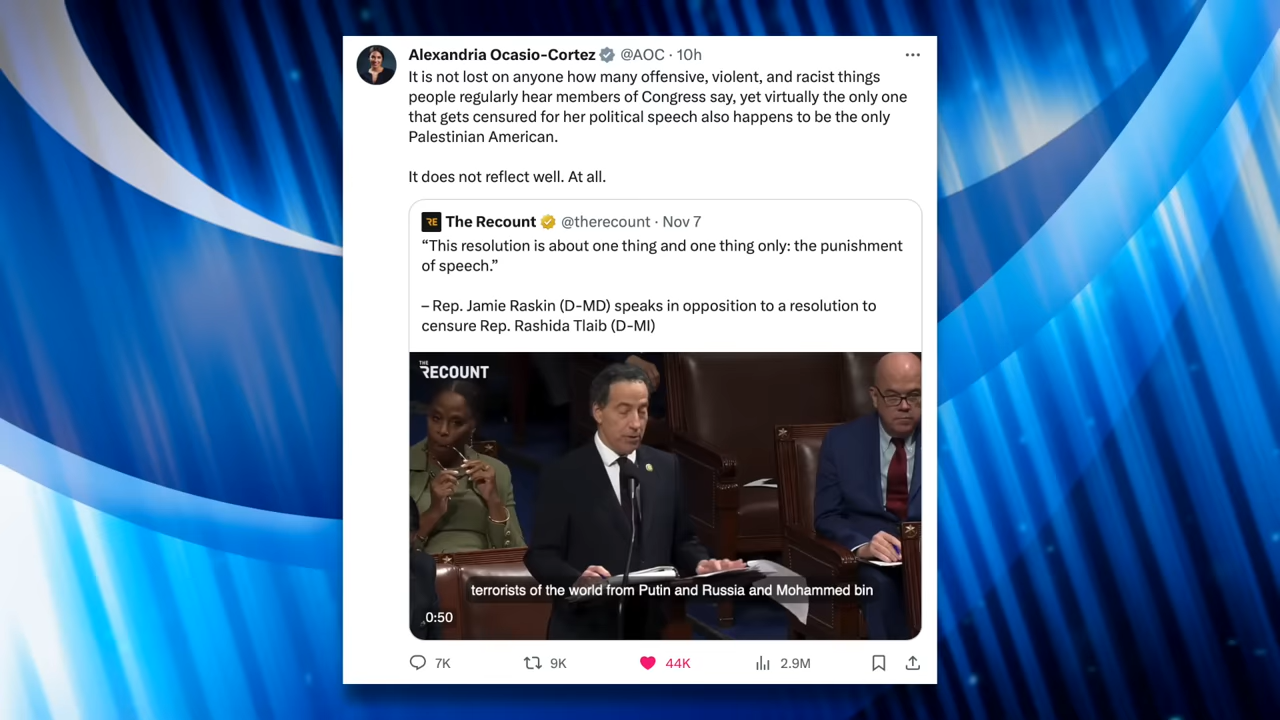 Alexandria Ocasio-Cortez @AOC · 10h
It is not lost on anyone how many offensive, violent, and racist things
people regularly hear members of Congress say, yet virtually the only one
that gets censured for her political speech also happens to be the only
Palestinian American.
It does not reflect well. At all.
RE The Recount @therecount · Nov 7
“This resolution is about one thing and one thing only: the punishment
of speech.”
– Rep. Jamie Raskin (D-MD) speaks in opposition to a resolution to
censure Rep. Rashida Tlaib (D-MI)
THE
RECOUNT
terrorists of the world from Putin and Russia and Mohammed bin
0:50
7K 9K 44K 2.9M